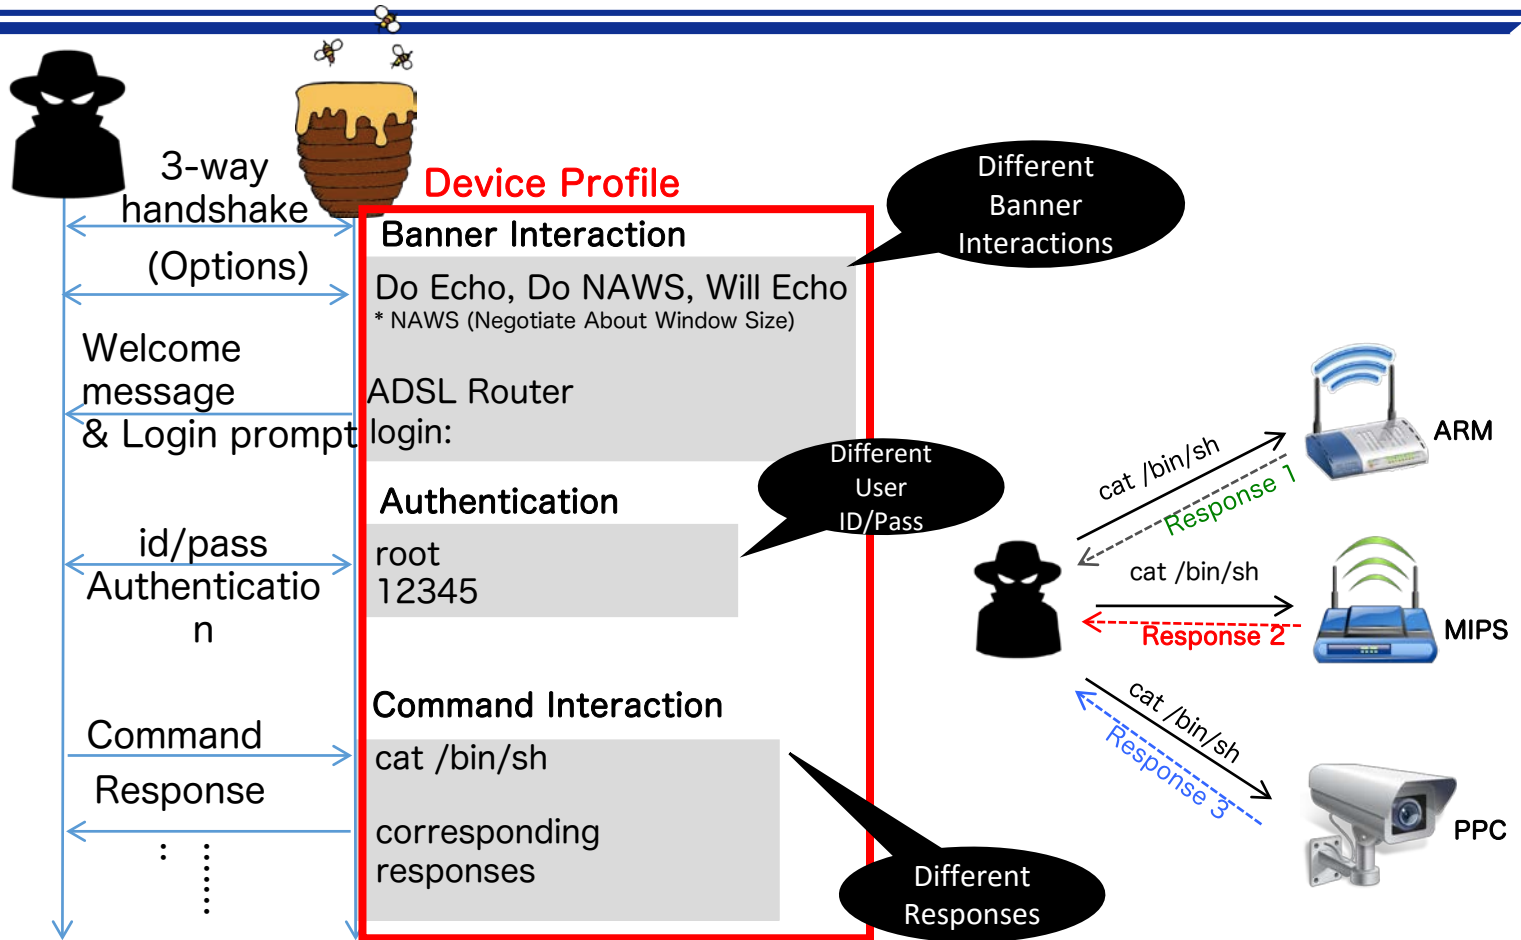 3-way
handshake
(Options)
Welcome
message
& Login prompt
id/pass
Authenticatio
n
Command
Response
:
Device Profile
Banner Interaction
Do Echo, Do NAWS, Will Echo
* NAWS (Negotiate About Window Size)
ADSL Router
login:
Authentication
root
12345
Command Interaction
cat /bin/sh
corresponding
responses
Different
Banner
Interactions
Different
User
ID/Pass
Different
Responses
cat /bin/sh
Response 1
ARM
cat /bin/sh
Response 2
MIPS
cat /bin/sh
Response 3
PPC